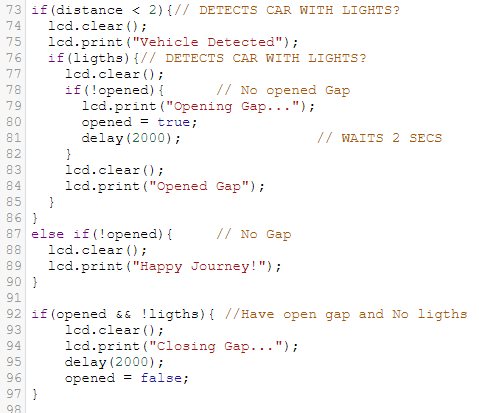 73 if(distance < 2){// DETECTS CAR WITH LIGHTS?
74   lcd.clear();
75   lcd.print("Vehicle Detected");
76   if(ligths){// DETECTS CAR WITH LIGHTS?
77     lcd.clear();
78     if(!opened){      // No opened Gap
79       lcd.print("Opening Gap...");
80       opened = true;
81       delay(2000);                // WAITS 2 SECS
82     }
83     lcd.clear();
84     lcd.print("Opened Gap");
85   }
86 }
87 else if(!opened){     // No Gap
88   lcd.clear();
89   lcd.print("Happy Journey!");
90 }
91
92 if(opened && !ligths){ //Have open gap and No ligths
93     lcd.clear();
94     lcd.print("Closing Gap...");
95     delay(2000);
96     opened = false;
97 }
98